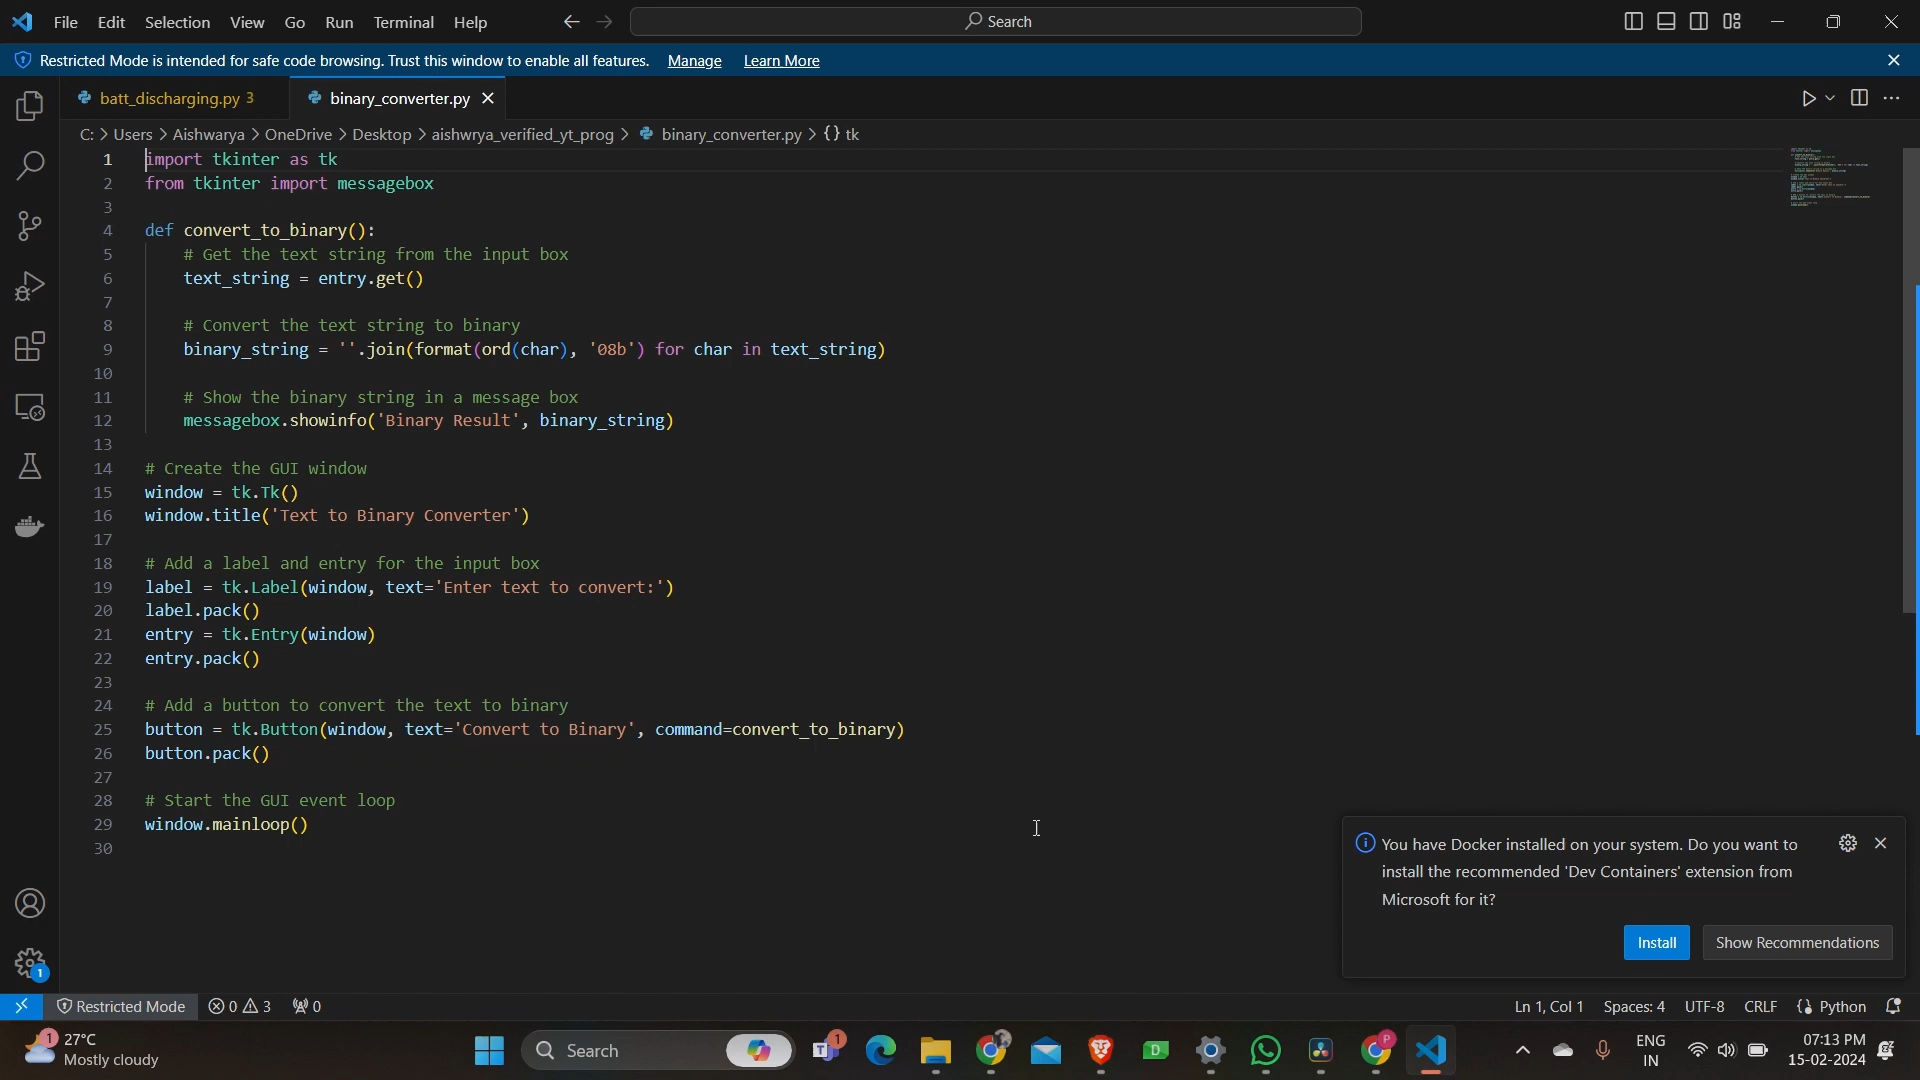 File Edit Selection View Go Run Terminal Help Search
Restricted Mode is intended for safe code browsing. Trust this window to enable all features. Manage Learn More
batt_discharging.py 3 binary_converter.py
C: > Users > Aishwarya > OneDrive > Desktop > aishwrya_verified_yt_prog > binary_converter.py > {} tk
1 import tkinter as tk
2 from tkinter import messagebox
3
4 def convert_to_binary():
5     # Get the text string from the input box
6     text_string = entry.get()
7
8     # Convert the text string to binary
9     binary_string = ''.join(format(ord(char), '08b') for char in text_string)
10
11     # Show the binary string in a message box
12     messagebox.showinfo('Binary Result', binary_string)
13
14 # Create the GUI window
15 window = tk.Tk()
16 window.title('Text to Binary Converter')
17
18 # Add a label and entry for the input box
19 label = tk.Label(window, text='Enter text to convert:')
20 label.pack()
21 entry = tk.Entry(window)
22 entry.pack()
23
24 # Add a button to convert the text to binary
25 button = tk.Button(window, text='Convert to Binary', command=convert_to_binary)
26 button.pack()
27
28 # Start the GUI event loop
29 window.mainloop()
30
You have Docker installed on your system. Do you want to
install the recommended 'Dev Containers' extension from
Microsoft for it?
Install Show Recommendations
1
Restricted Mode 0 3 0 Ln 1, Col 1 Spaces: 4 UTF-8 CRLF {} Python
1 27°C
Mostly cloudy
Search
1
D
P
ENG
IN
07:13 PM
15-02-2024